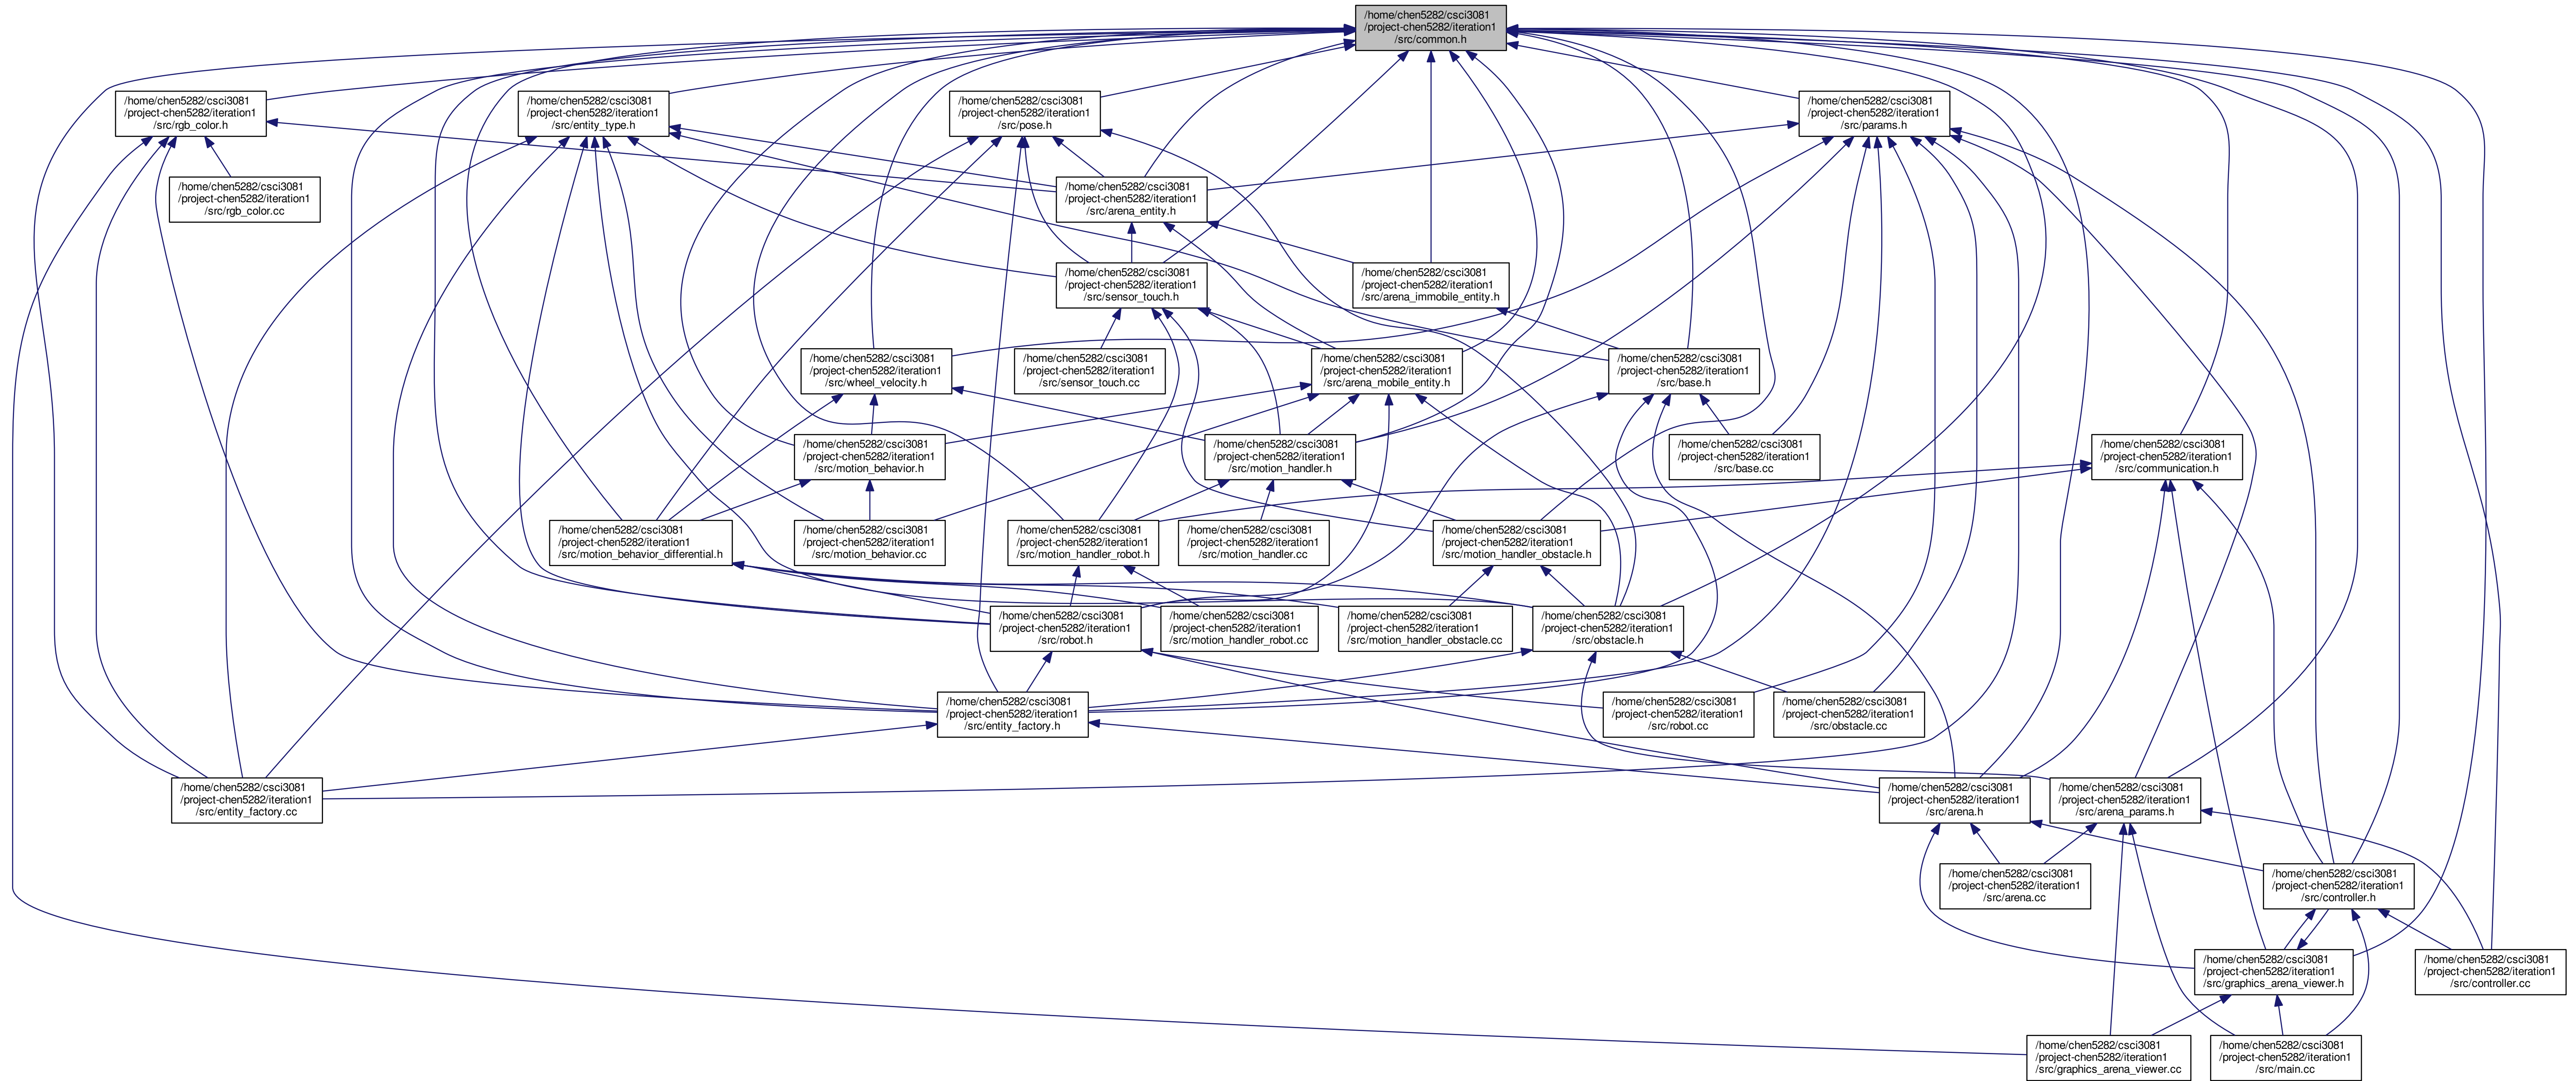 /home/chen5282/csci3081
/project-chen5282/iteration1
/src/common.h
/home/chen5282/csci3081
/project-chen5282/iteration1
/src/rgb_color.h
/home/chen5282/csci3081
/project-chen5282/iteration1
/src/entity_type.h
/home/chen5282/csci3081
/project-chen5282/iteration1
/src/pose.h
/home/chen5282/csci3081
/project-chen5282/iteration1
/src/params.h
/home/chen5282/csci3081
/project-chen5282/iteration1
/src/rgb_color.cc
/home/chen5282/csci3081
/project-chen5282/iteration1
/src/arena_entity.h
/home/chen5282/csci3081
/project-chen5282/iteration1
/src/sensor_touch.h
/home/chen5282/csci3081
/project-chen5282/iteration1
/src/arena_immobile_entity.h
/home/chen5282/csci3081
/project-chen5282/iteration1
/src/wheel_velocity.h
/home/chen5282/csci3081
/project-chen5282/iteration1
/src/sensor_touch.cc
/home/chen5282/csci3081
/project-chen5282/iteration1
/src/arena_mobile_entity.h
/home/chen5282/csci3081
/project-chen5282/iteration1
/src/base.h
/home/chen5282/csci3081
/project-chen5282/iteration1
/src/motion_behavior.h
/home/chen5282/csci3081
/project-chen5282/iteration1
/src/motion_handler.h
/home/chen5282/csci3081
/project-chen5282/iteration1
/src/base.cc
/home/chen5282/csci3081
/project-chen5282/iteration1
/src/communication.h
/home/chen5282/csci3081
/project-chen5282/iteration1
/src/motion_behavior_differential.h
/home/chen5282/csci3081
/project-chen5282/iteration1
/src/motion_behavior.cc
/home/chen5282/csci3081
/project-chen5282/iteration1
/src/motion_handler_robot.h
/home/chen5282/csci3081
/project-chen5282/iteration1
/src/motion_handler.cc
/home/chen5282/csci3081
/project-chen5282/iteration1
/src/motion_handler_obstacle.h
/home/chen5282/csci3081
/project-chen5282/iteration1
/src/robot.h
/home/chen5282/csci3081
/project-chen5282/iteration1
/src/motion_handler_robot.cc
/home/chen5282/csci3081
/project-chen5282/iteration1
/src/motion_handler_obstacle.cc
/home/chen5282/csci3081
/project-chen5282/iteration1
/src/obstacle.h
/home/chen5282/csci3081
/project-chen5282/iteration1
/src/entity_factory.h
/home/chen5282/csci3081
/project-chen5282/iteration1
/src/robot.cc
/home/chen5282/csci3081
/project-chen5282/iteration1
/src/obstacle.cc
/home/chen5282/csci3081
/project-chen5282/iteration1
/src/entity_factory.cc
/home/chen5282/csci3081
/project-chen5282/iteration1
/src/arena.h
/home/chen5282/csci3081
/project-chen5282/iteration1
/src/arena_params.h
/home/chen5282/csci3081
/project-chen5282/iteration1
/src/arena.cc
/home/chen5282/csci3081
/project-chen5282/iteration1
/src/controller.h
/home/chen5282/csci3081
/project-chen5282/iteration1
/src/graphics_arena_viewer.h
/home/chen5282/csci3081
/project-chen5282/iteration1
/src/controller.cc
/home/chen5282/csci3081
/project-chen5282/iteration1
/src/graphics_arena_viewer.cc
/home/chen5282/csci3081
/project-chen5282/iteration1
/src/main.cc